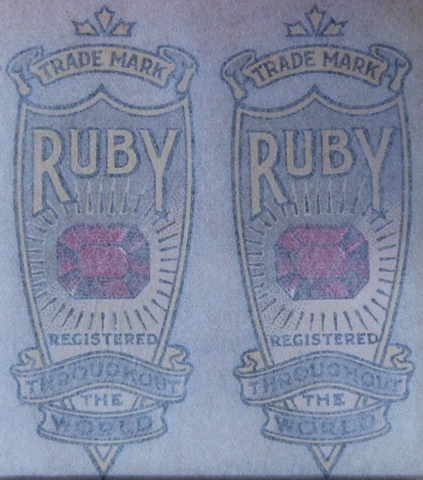 TRADE MARK
RUBY
REGISTERED
THROUGHOUT
THE
WORLD
TRADE MARK
RUBY
REGISTERED
THROUGHOUT
THE
WORLD